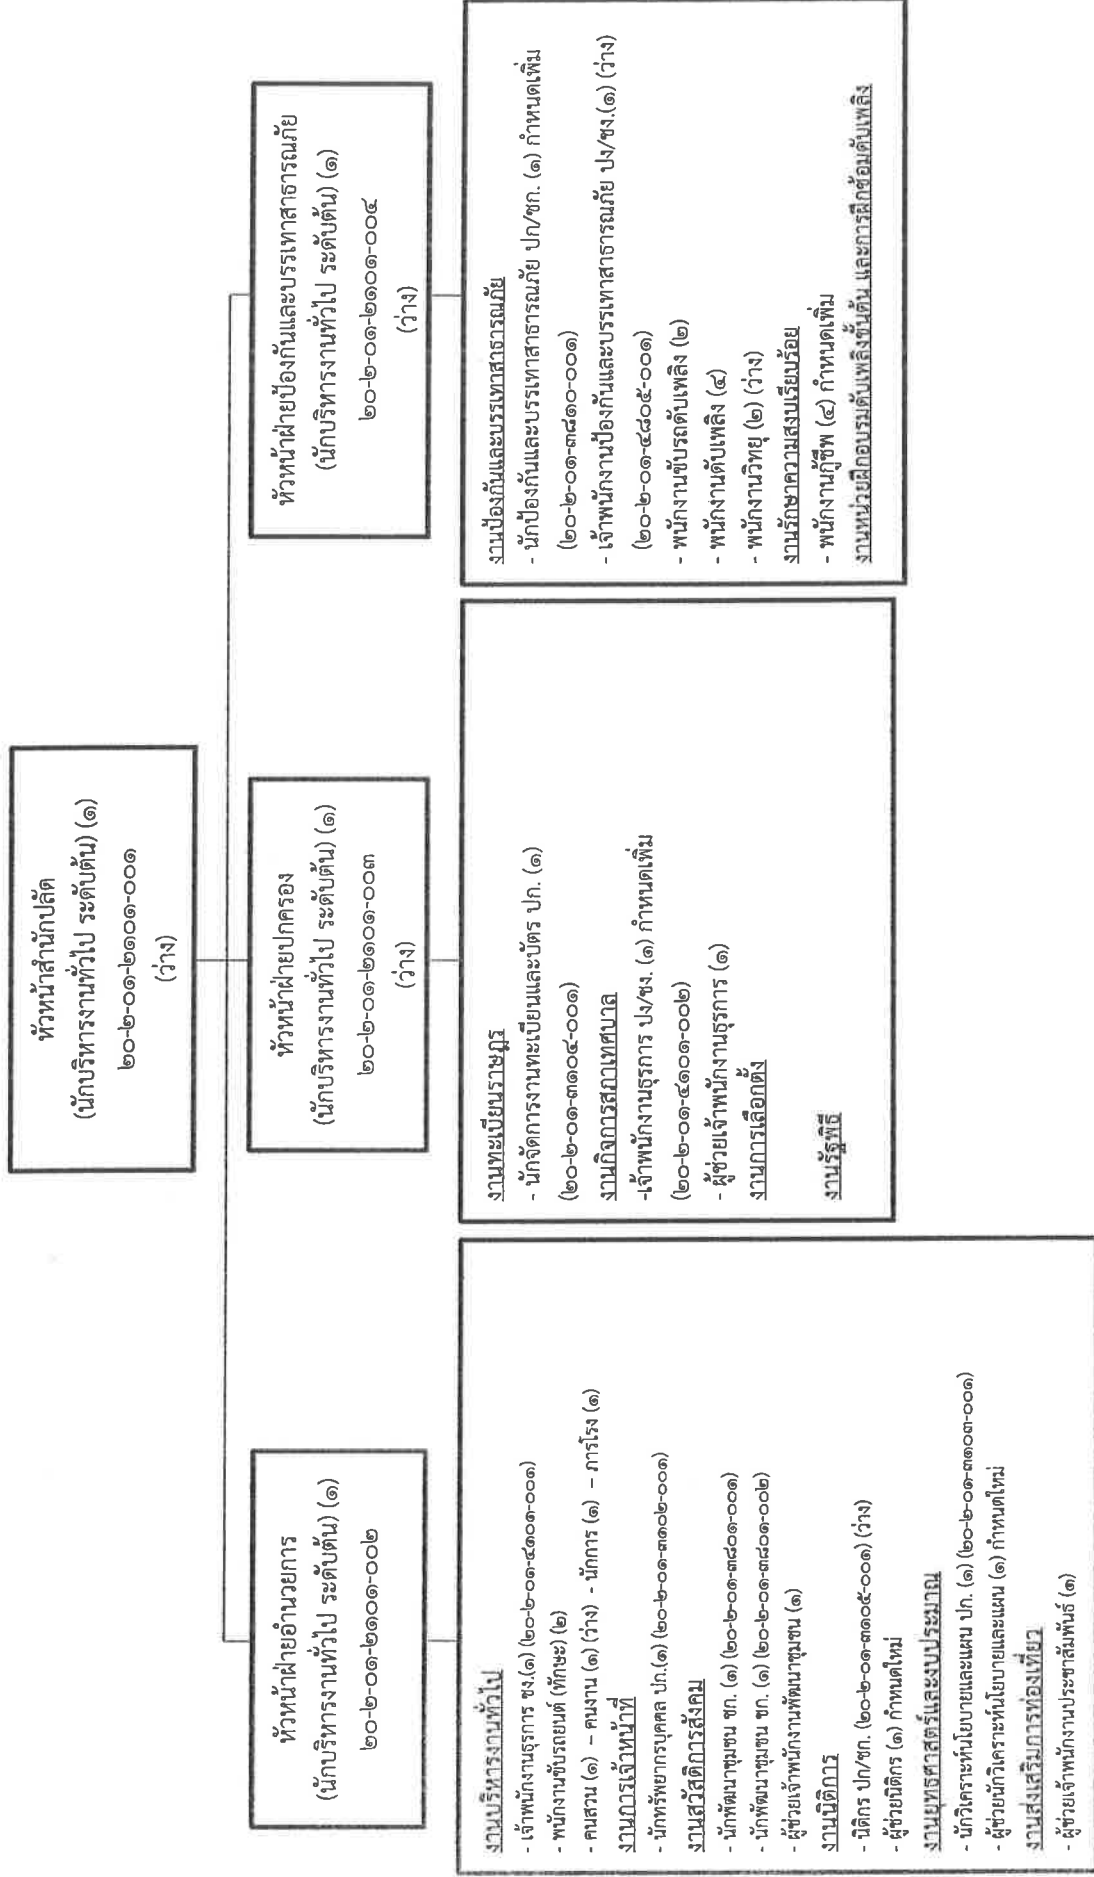 หัวหน้าสำนักปลัด
(นักบริหารงานทั่วไป ระดับต้น) (๑)
๒๐-๒-๐๑-๒๑๐๑-๐๐๑
(ว่าง)
หัวหน้าฝ่ายอำนวยการ
(นักบริหารงานทั่วไป ระดับต้น) (๑)
๒๐-๒-๐๑-๒๑๐๑-๐๐๒
หัวหน้าฝ่ายปกครอง
(นักบริหารงานทั่วไป ระดับต้น) (๑)
๒๐-๒-๐๑-๒๑๐๑-๐๐๓
(ว่าง)
หัวหน้าฝ่ายป้องกันและบรรเทาสาธารณภัย
(นักบริหารงานทั่วไป ระดับต้น) (๑)
๒๐-๒-๐๑-๒๑๐๑-๐๐๔
(ว่าง)
งานบริหารงานทั่วไป
- เจ้าพนักงานธุรการ ชง.(๑) (๒๐-๒-๐๑-๔๑๐๑-๐๐๑)
- พนักงานขับรถยนต์ (ทักษะ) (๒)
- คนสวน (๑) – คนงาน (๑) (ว่าง) - นักการ (๑) – ภารโรง (๑)
งานการเจ้าหน้าที่
- นักทรัพยากรบุคคล ปก.(๑) (๒๐-๒-๐๑-๓๑๐๒-๐๐๑)
งานสวัสดิการสังคม
- นักพัฒนาชุมชน ชก. (๑) (๒๐-๒-๐๑-๓๘๐๑-๐๐๑)
- นักพัฒนาชุมชน ชก. (๑) (๒๐-๒-๐๑-๓๘๐๑-๐๐๒)
- ผู้ช่วยเจ้าพนักงานพัฒนาชุมชน (๑)
งานนิติการ
- นิติกร ปก/ชก. (๒๐-๒-๐๑-๓๑๐๕-๐๐๑) (ว่าง)
- ผู้ช่วยนิติกร (๑) กำหนดใหม่
งานยุทธศาสตร์และงบประมาณ
- นักวิเคราะห์นโยบายและแผน ปก. (๑) (๒๐-๒-๐๑-๓๑๐๓-๐๐๑)
- ผู้ช่วยนักวิเคราะห์นโยบายและแผน (๑) กำหนดใหม่
งานส่งเสริมการท่องเที่ยว
- ผู้ช่วยเจ้าพนักงานประชาสัมพันธ์ (๑)
งานทะเบียนราษฎร
- นักจัดการงานทะเบียนและบัตร ปก. (๑)
(๒๐-๒-๐๑-๓๑๐๔-๐๐๑)
งานกิจการสภาเทศบาล
-เจ้าพนักงานธุรการ ปง/ชง. (๑) กำหนดเพิ่ม
(๒๐-๒-๐๑-๔๑๐๑-๐๐๒)
- ผู้ช่วยเจ้าพนักงานธุรการ (๑)
งานการเลือกตั้ง
งานรัฐพิธี
งานป้องกันและบรรเทาสาธารณภัย
- นักป้องกันและบรรเทาสาธารณภัย ปก/ชก. (๑) กำหนดเพิ่ม
(๒๐-๒-๐๑-๓๘๑๐-๐๐๑)
- เจ้าพนักงานป้องกันและบรรเทาสาธารณภัย ปง/ชง.(๑) (ว่าง)
(๒๐-๒-๐๑-๔๘๐๕-๐๐๑)
- พนักงานขับรถดับเพลิง (๒)
- พนักงานดับเพลิง (๔)
- พนักงานวิทยุ (๒) (ว่าง)
งานรักษาความสงบเรียบร้อย
- พนักงานกู้ชีพ (๔) กำหนดเพิ่ม
งานหน่วยฝึกอบรมดับเพลิงขั้นต้น และการฝึกซ้อมดับเพลิง